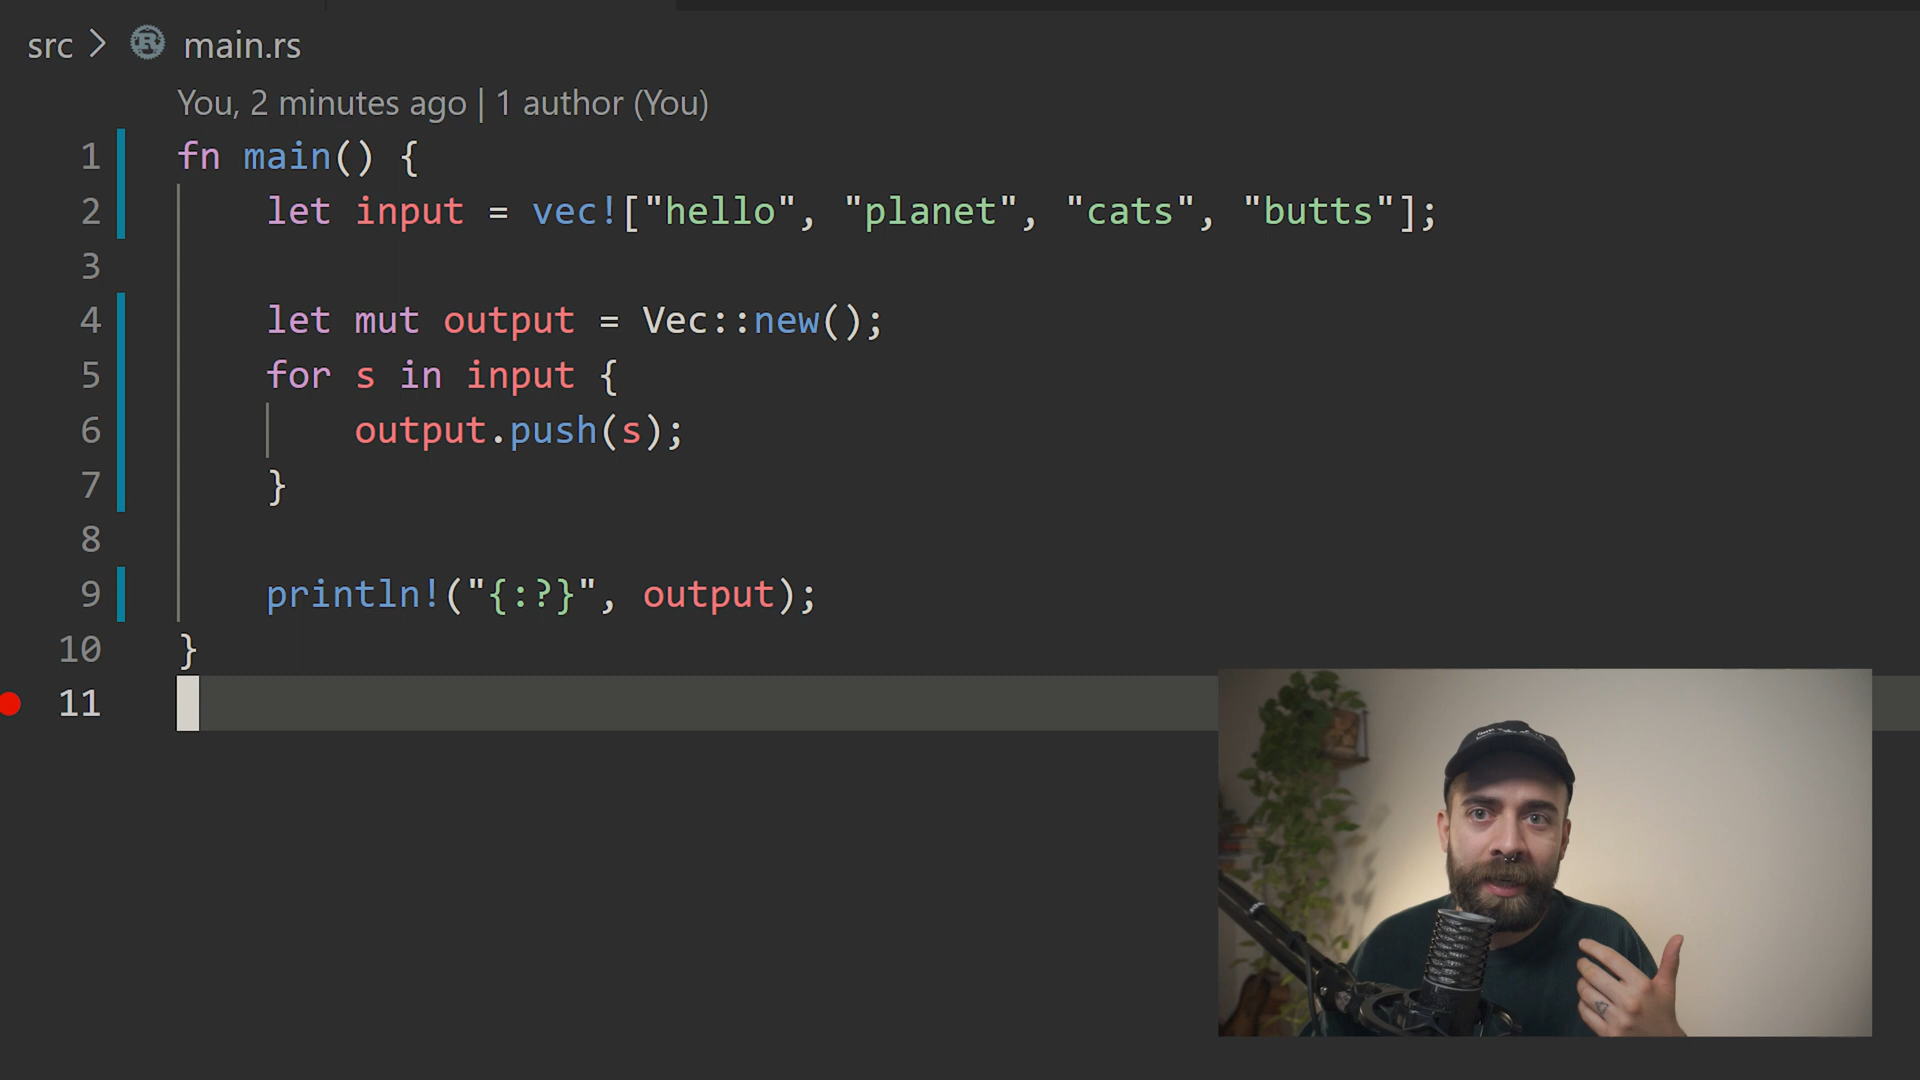 src > main.rs
You, 2 minutes ago | 1 author (You)
1 fn main() {
2     let input = vec!["hello", "planet", "cats", "butts"];
3
4     let mut output = Vec::new();
5     for s in input {
6         output.push(s);
7     }
8
9     println!("{:?}", output);
10 }
11